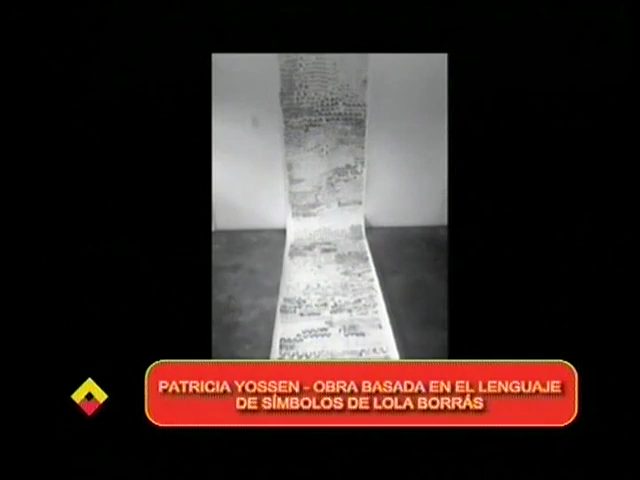 PATRICIA YOSSEN - OBRA BASADA EN EL LENGUAJE
DE SÍMBOLOS DE LOLA BORRÁS